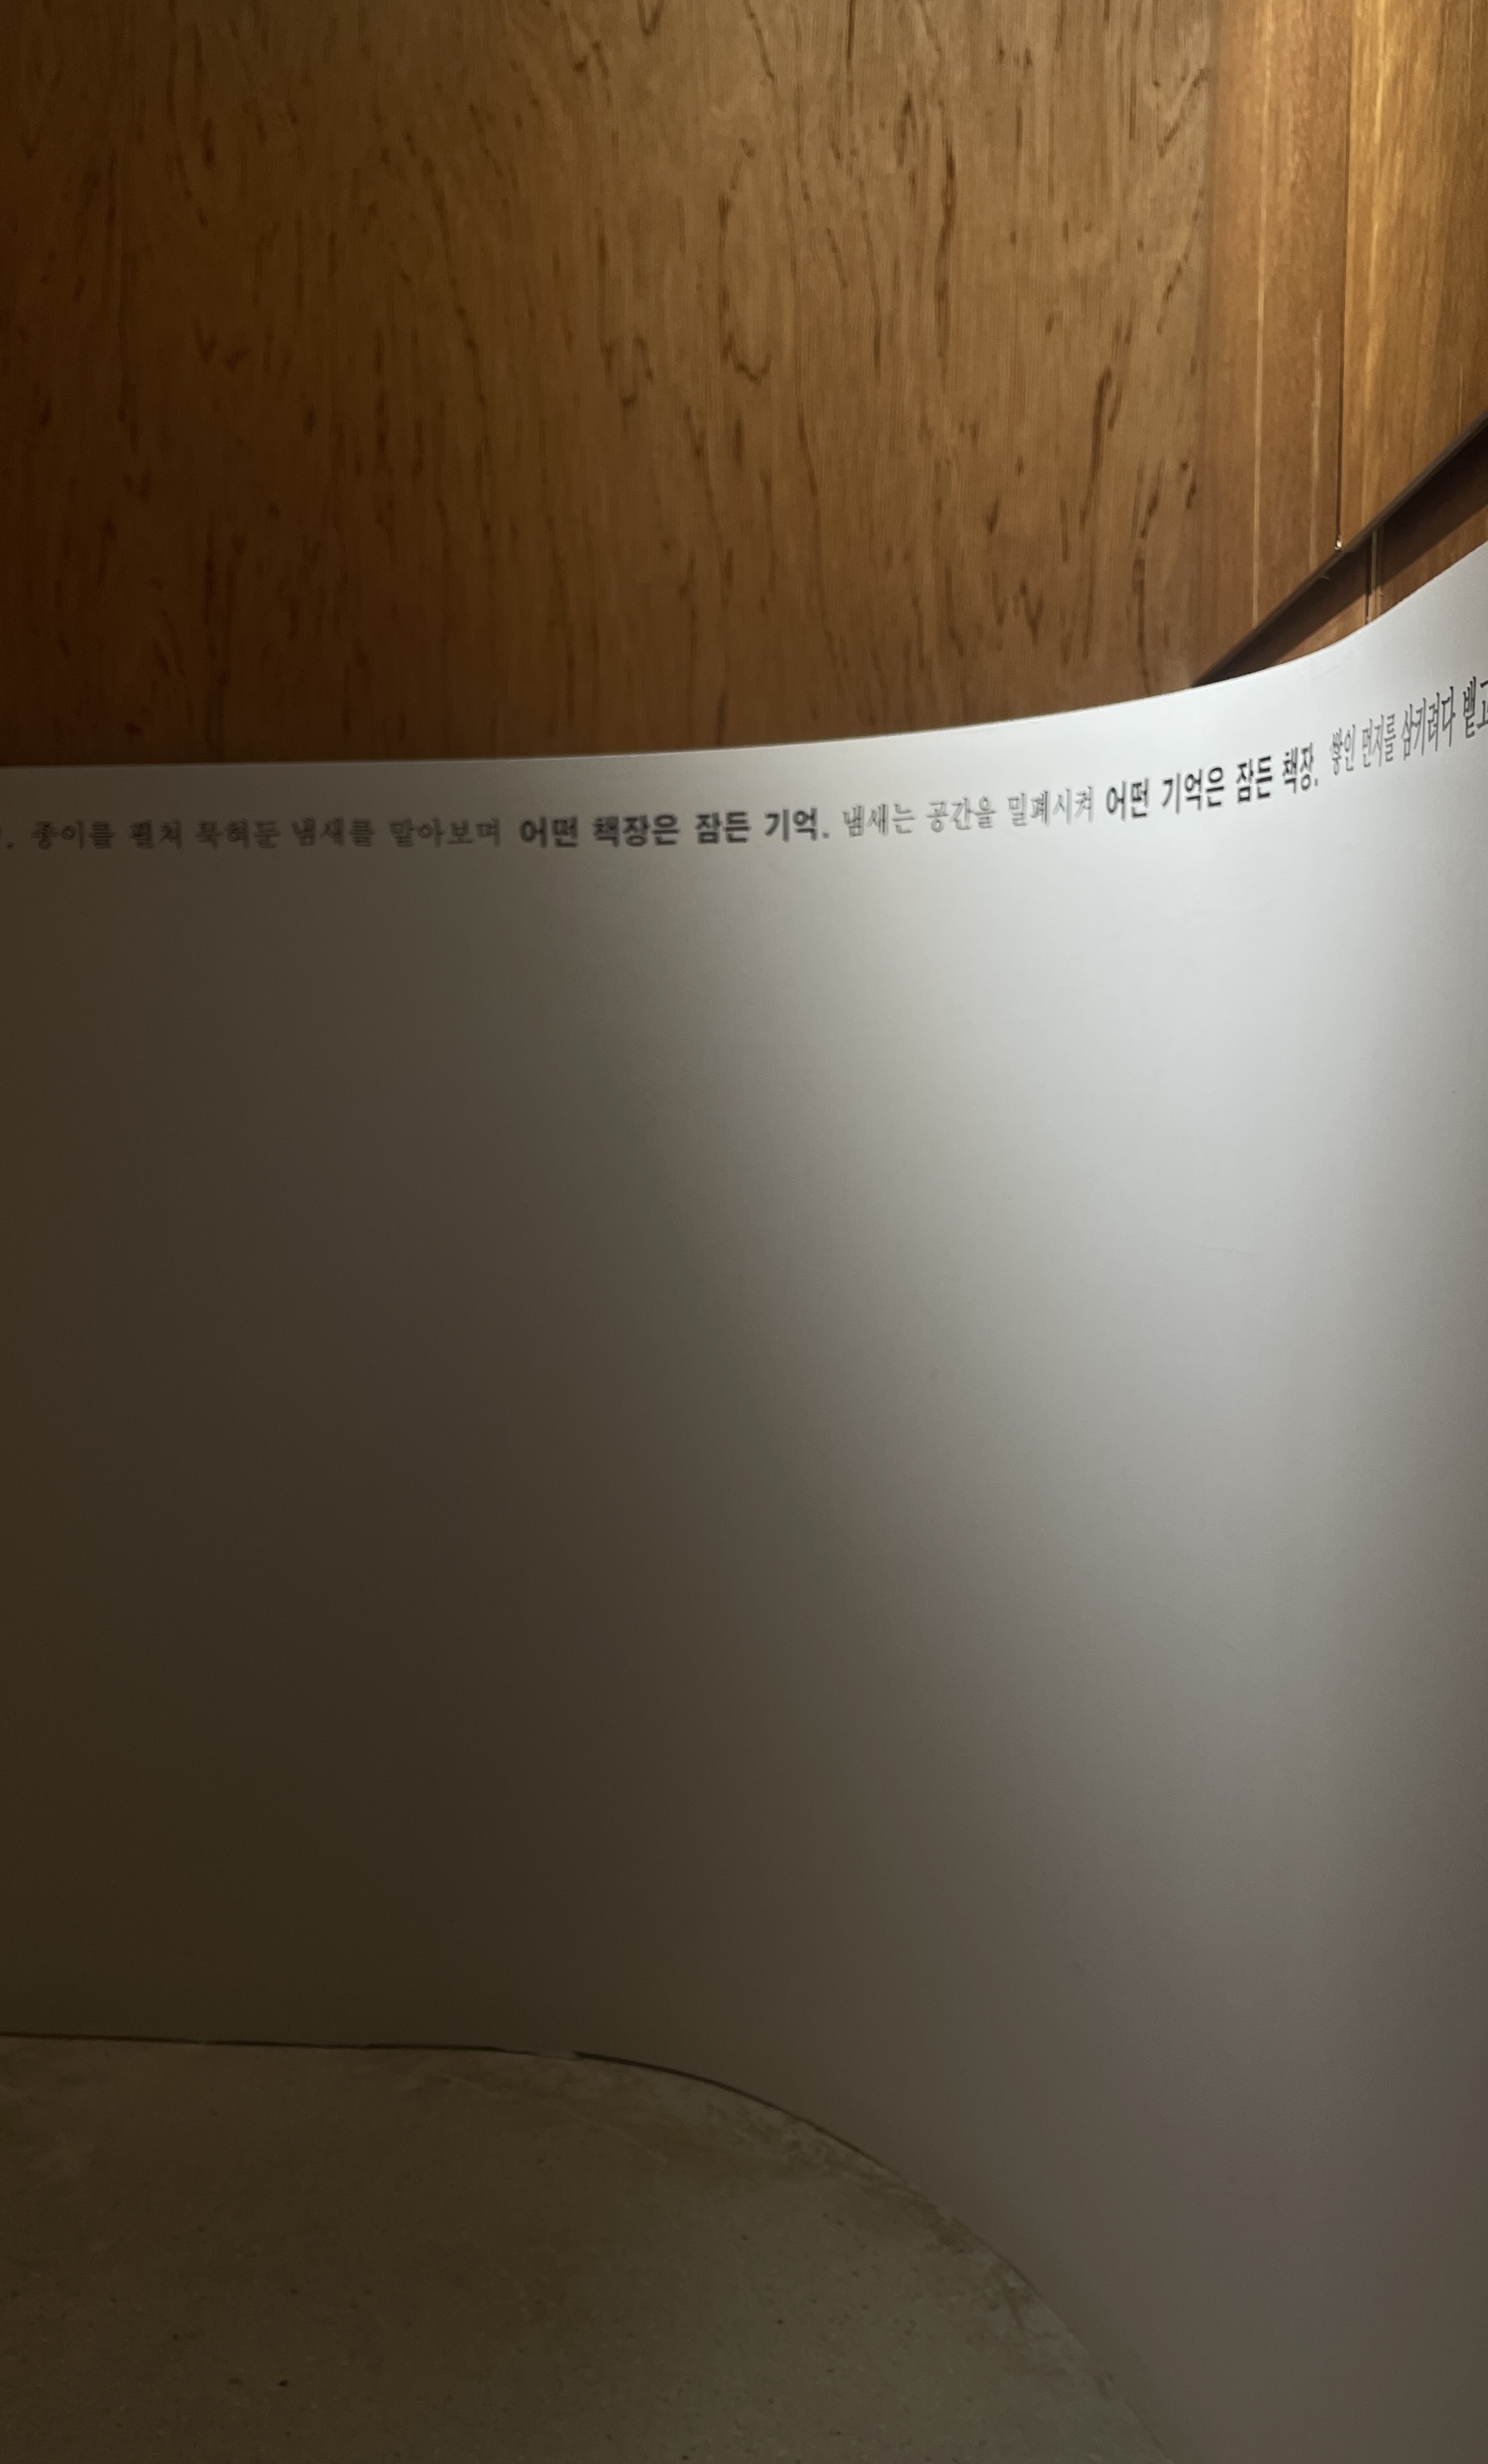 . 종이를 펼쳐 묵혀둔 냄새를 맡아보며 어떤 책장은 잠든 기억. 냄새는 공간을 밀폐시켜 어떤 기억은 잠든 책장. 쌓인 먼지를 삼키려다 뱉고